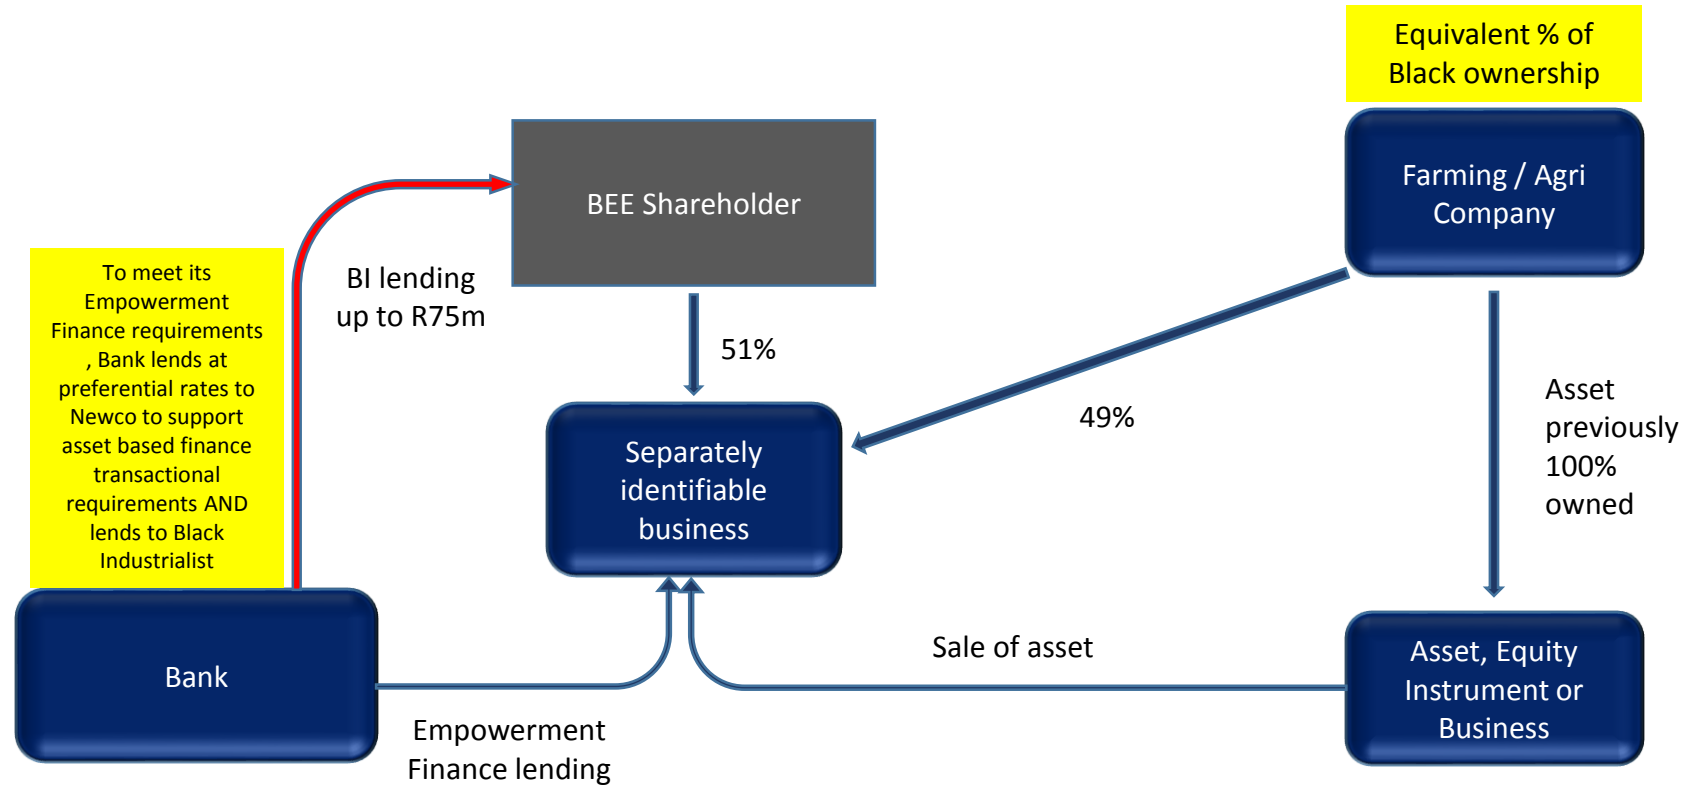 Equivalent % of
Black ownership
Farming / Agri
Company
BEE Shareholder
To meet its
Empowerment
Finance requirements
, Bank lends at
preferential rates to
Newco to support
asset based finance
transactional
requirements AND
lends to Black
Industrialist
BI lending
up to R75m
51%
49%
Asset
previously
100%
owned
Separately
identifiable
business
Bank
Sale of asset
Asset, Equity
Instrument or
Business
Empowerment
Finance lending